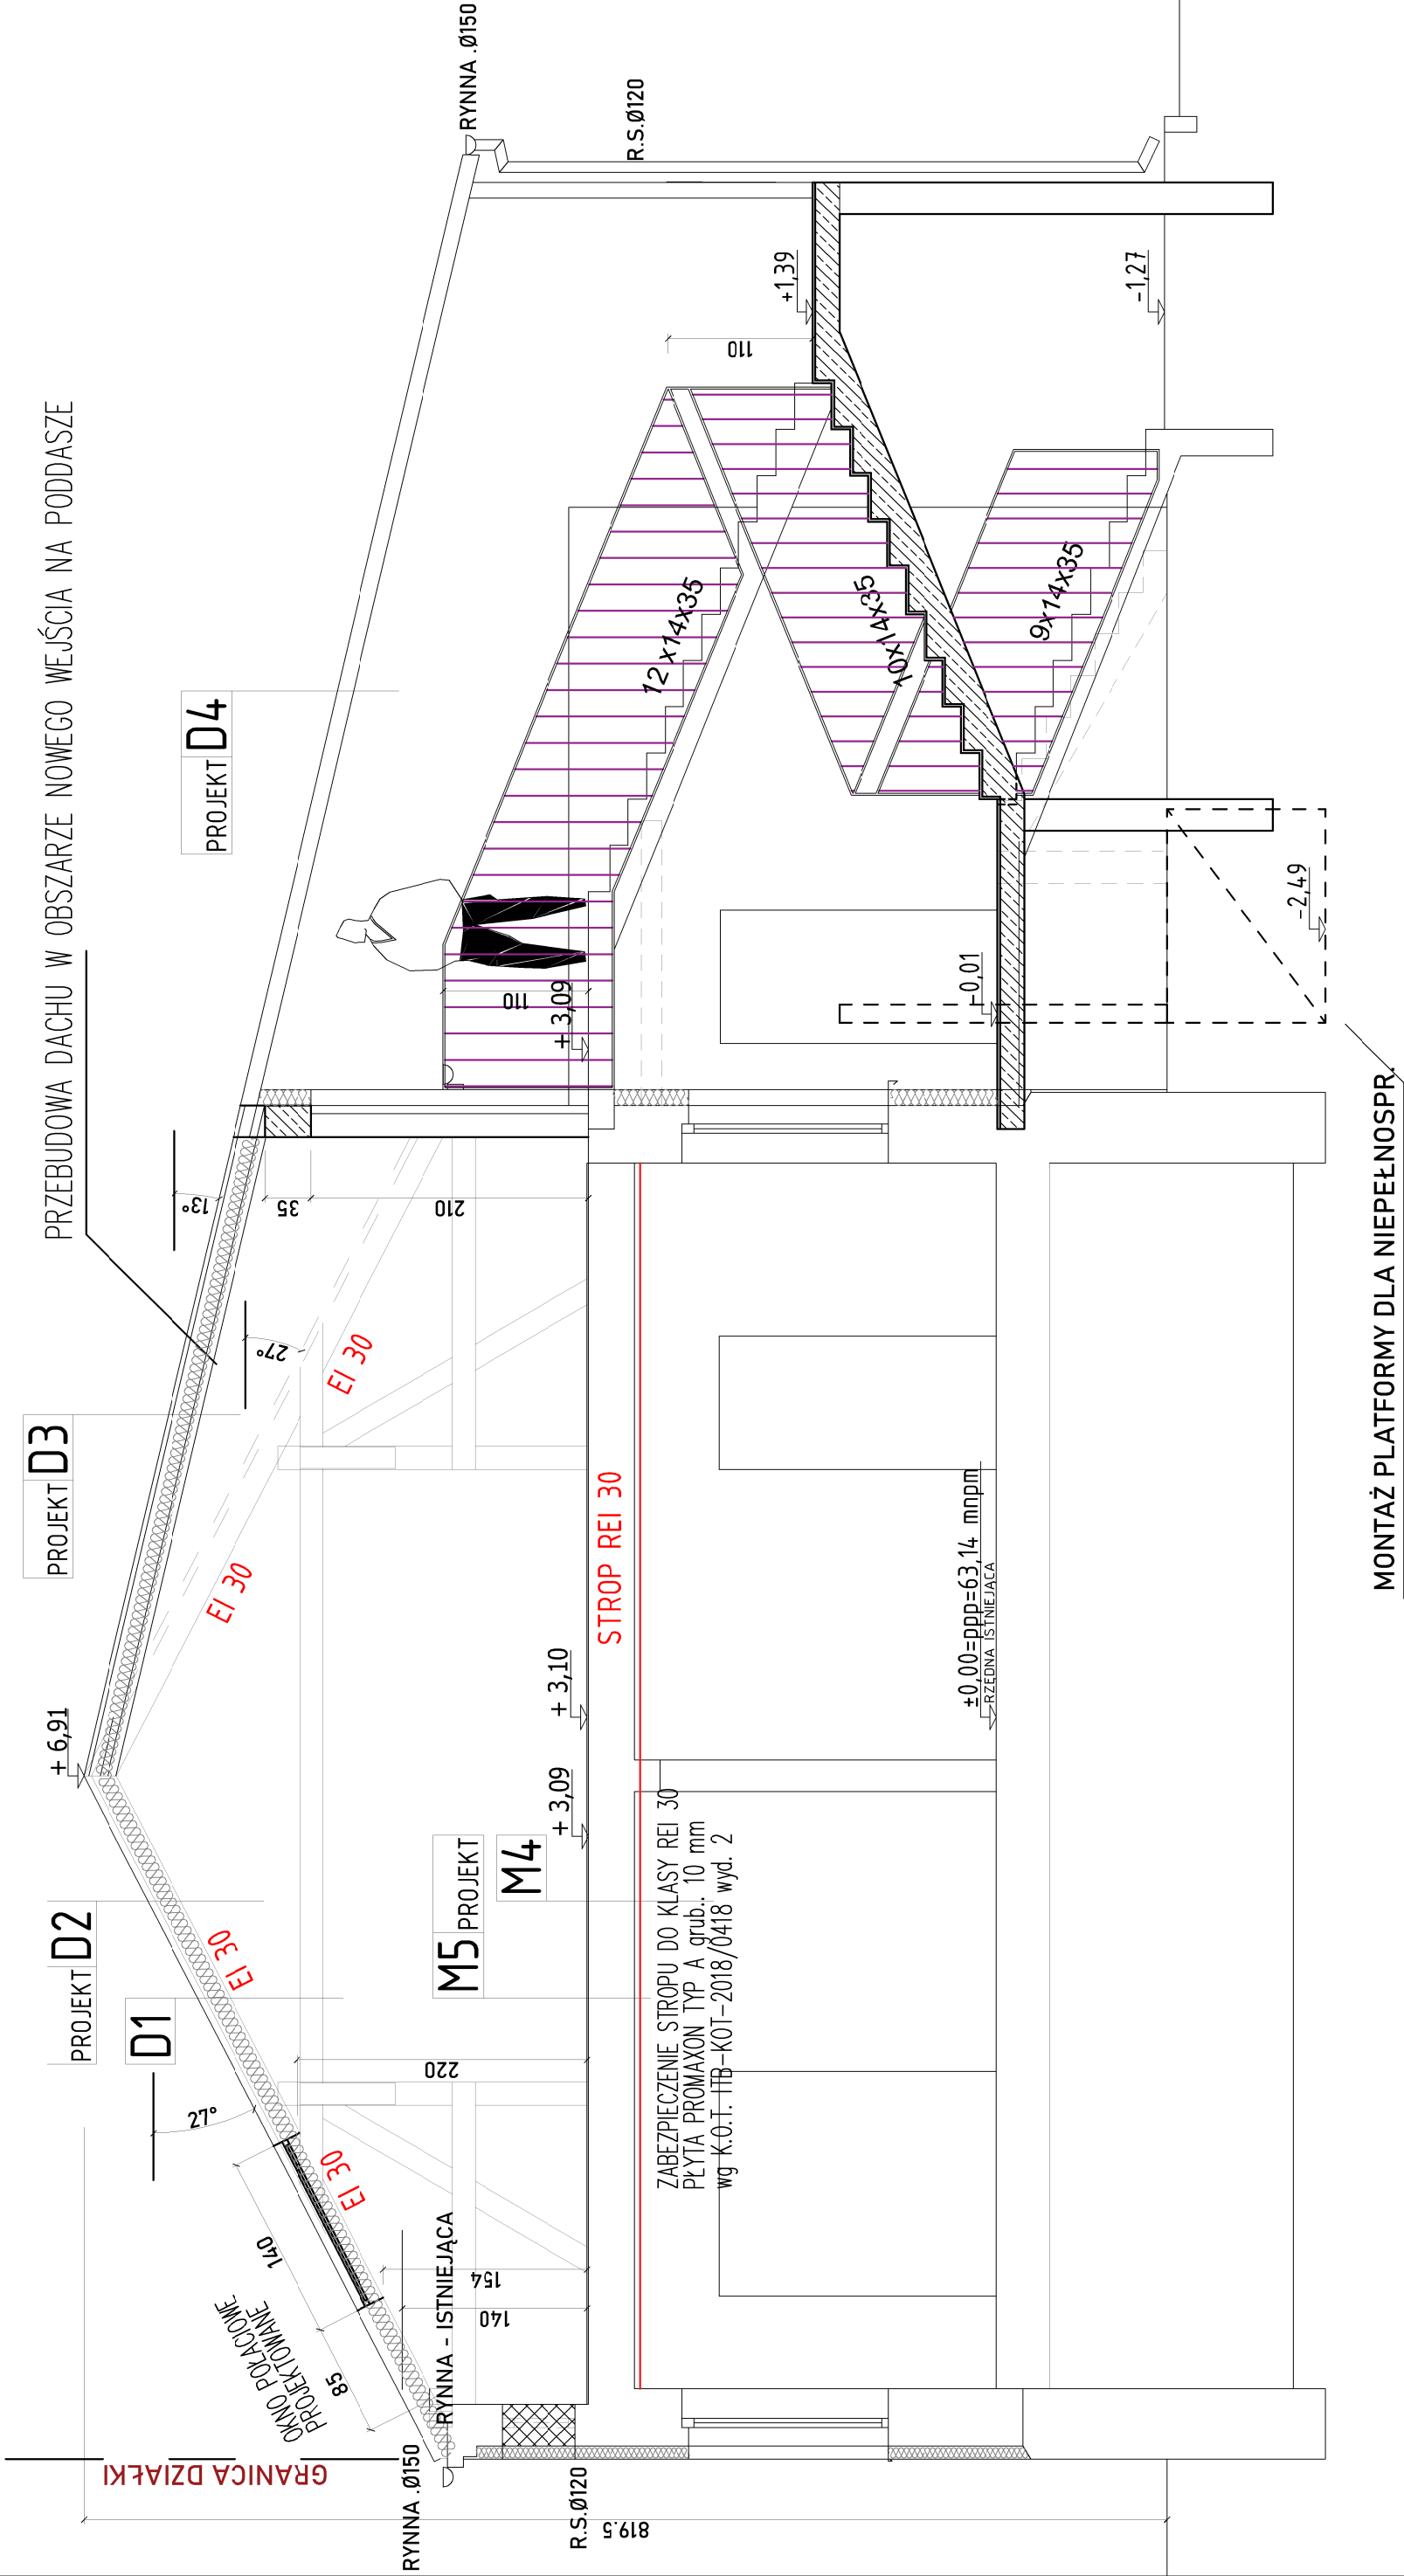 GRANICA DZIAŁKI
819.5
RYNNA .Ø150
R.S.Ø120
RYNNA - ISTNIEJĄCA
OKNO POŁACIOWE-
PROJEKTOWANE
85
140
27°
EI 30
140
154
220
D1
PROJEKT D2
EI 30
M5 PROJEKT
M4
+ 6,91
+ 3,09
+ 3,10
ZABEZPIECZENIE STROPU DO KLASY REI 30
PŁYTA PROMAXON TYP A grub.. 10 mm
wg K.O.T. ITB-KOT-2018/0418 wyd. 2
STROP REI 30
±0,00=ppp=63,14 mnpm
RZĘDNA ISTNIEJĄCA
PROJEKT D3
EI 30
EI 30
27°
13°
35
210
PRZEBUDOWA DACHU W OBSZARZE NOWEGO WEJŚCIA NA PODDASZE
PROJEKT D4
110
+ 3,09
-0,01
-2,49
MONTAŻ PLATFORMY DLA NIEPEŁNOSPR.
12 x14x35
10x14x35
9x14x35
110
+1,39
-1,27
RYNNA .Ø150
R.S.Ø120